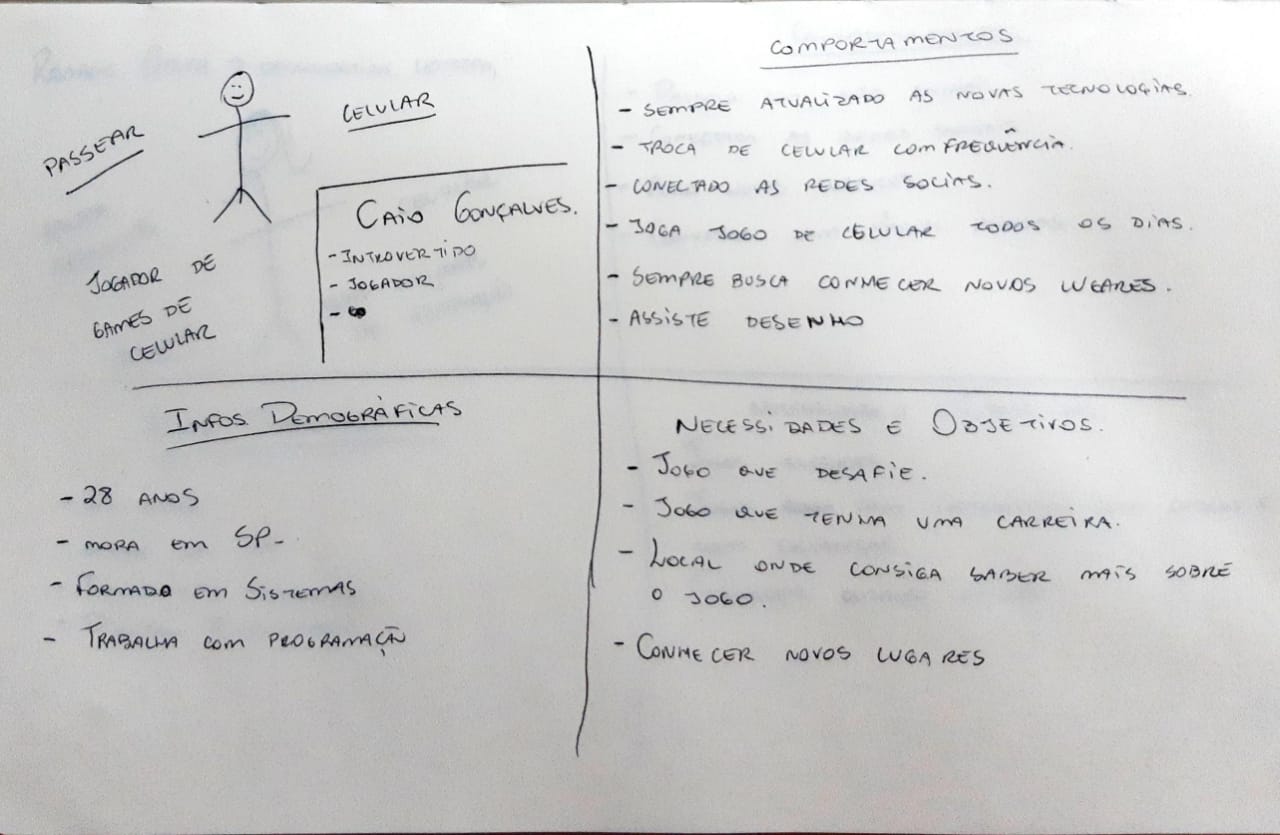 PASSEAR
CELULAR
JOGADOR DE
GAMES DE
CELULAR
CAIO GONÇALVES.
- INTROVERTIDO
- JOGADOR
-
COMPORTAMENTOS
- SEMPRE ATUALIZADO AS NOVAS TECNOLOGIAS.
- TROCA DE CELULAR COM FREQUÊNCIA.
- CONECTADO AS REDES SOCIAS.
- JOGA JOGO DE CELULAR TODOS OS DIAS.
- SEMPRE BUSCA CONHECER NOVOS LUGARES.
- ASSISTE DESENHO
INFOS DEMOGRÁFICAS
- 28 ANOS
- MORA EM SP-
- FORMADO EM SISTEMAS
- TRABALHA COM PROGRAMAÇÃO
NECESSIDADES E OBJETIVOS.
- JOGO QUE DESAFIE.
- JOGO QUE TENHA UMA CARREIRA.
- LOCAL ONDE CONSIGA SABER MAIS SOBRE
O JOGO.
- CONHECER NOVOS LUGARES